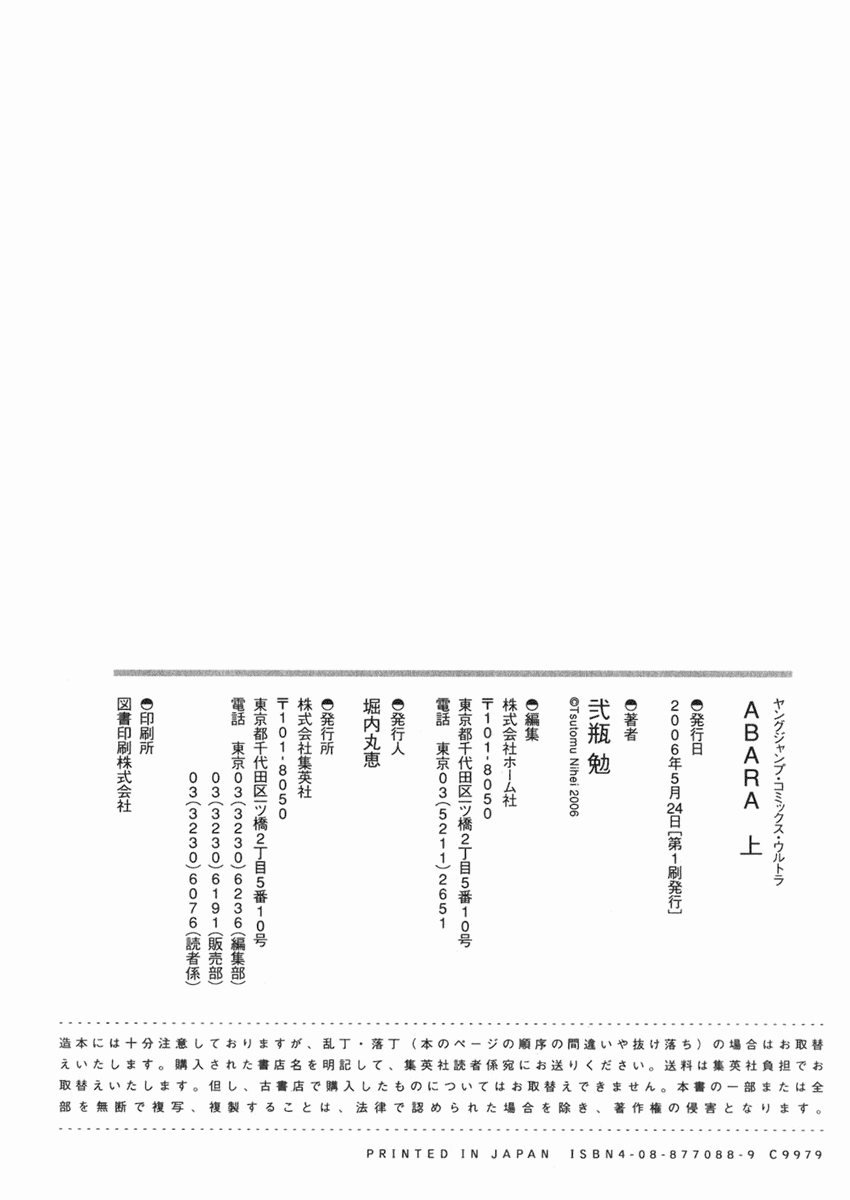 ヤングジャンプ・コミックス・ウルトラ
ABARA 上
●発行日
2006年5月24日[第1刷発行]
●著者
弐瓶 勉
©Tsutomu Nihei 2006
●編集
株式会社ホーム社
〒101-8050
東京都千代田区一ツ橋2丁目5番10号
電話 東京03(5211)2651
●発行人
堀内丸恵
●発行所
株式会社集英社
〒101-8050
東京都千代田区一ツ橋2丁目5番10号
電話 東京03(3230)6236(編集部)
03(3230)6191(販売部)
03(3230)6076(読者係)
●印刷所
図書印刷株式会社
造本には十分注意しておりますが、乱丁・落丁(本のページの順序の間違いや抜け落ち)の場合はお取替
えいたします。購入された書店名を明記して、集英社読者係宛にお送りください。送料は集英社負担でお
取替えいたします。但し、古書店で購入したものについてはお取替えできません。本書の一部または全
部を無断で複写、複製することは、法律で認められた場合を除き、著作権の侵害となります。
PRINTED IN JAPAN ISBN4-08-877088-9 C9979